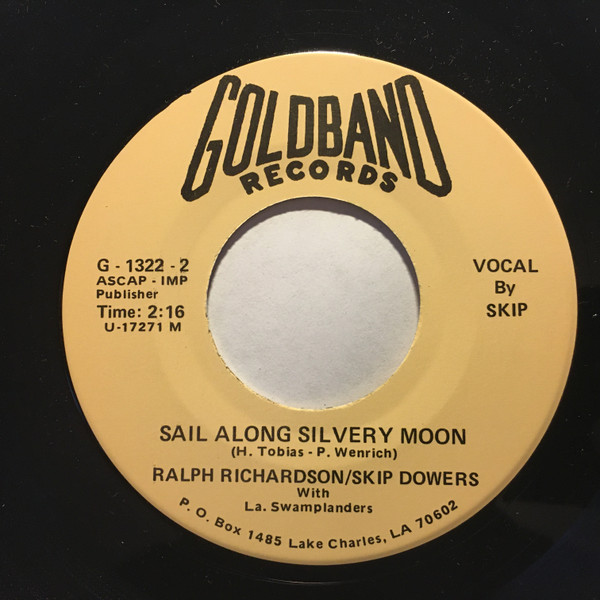 GOLDBAND
RECORDS
G - 1322 - 2
ASCAP - IMP
Publisher
Time: 2:16
U-17271 M
VOCAL
By
SKIP
SAIL ALONG SILVERY MOON
(H. Tobias - P. Wenrich)
RALPH RICHARDSON/SKIP DOWERS
With
La. Swamplanders
P. O. Box 1485 Lake Charles, LA 70602